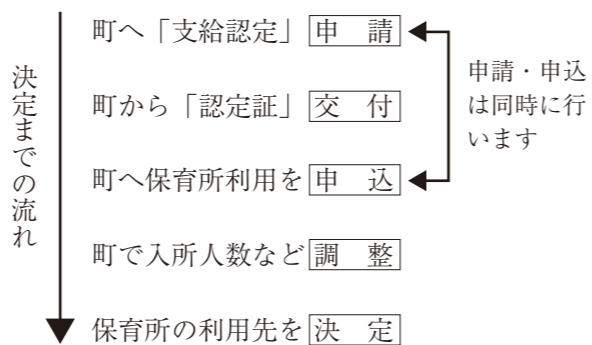 決定までの流れ
町へ「支給認定」申　請
町から「認定証」交　付
町へ保育所利用を申　込
町で入所人数など調　整
保育所の利用先を決　定
申請・申込
は同時に行
います